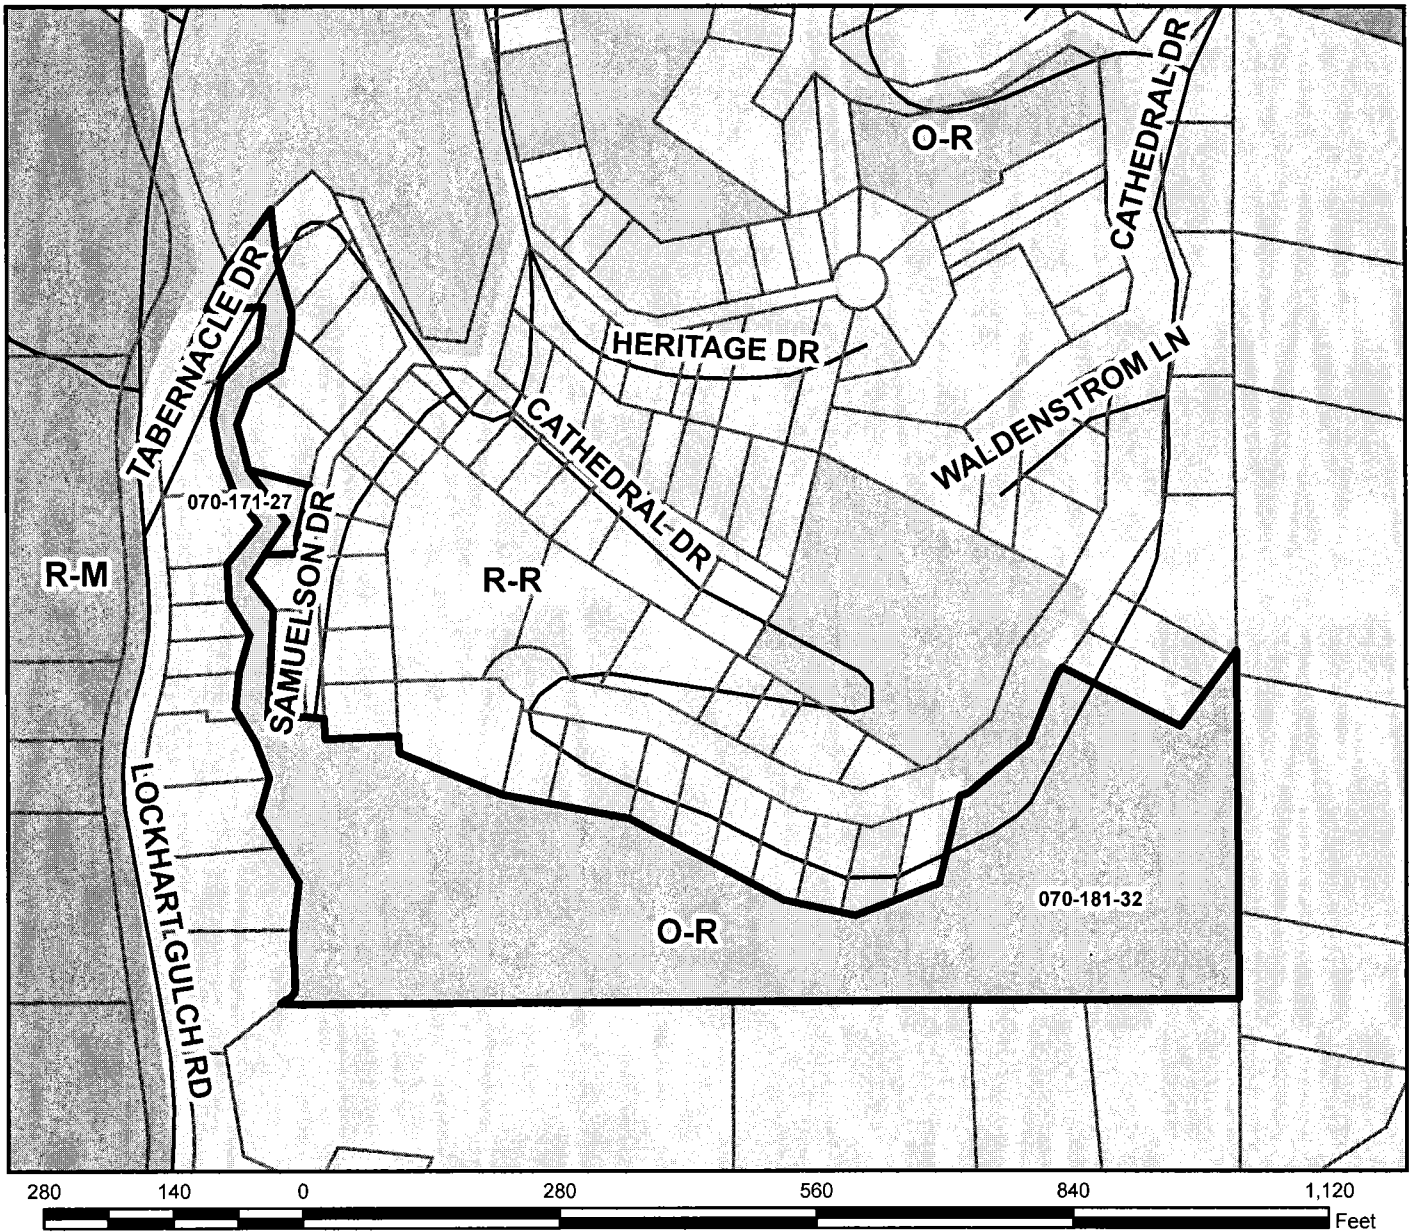 O-R
CATHEDRAL DR
TABERNACLE DR
HERITAGE DR
WALDENSTROM LN
CATHEDRAL DR
070-171-27
SAMUELSON DR
R-M
R-R
LOCKHART GULCH RD
070-181-32
O-R
280 140 0 280 560 840 1,120
Feet